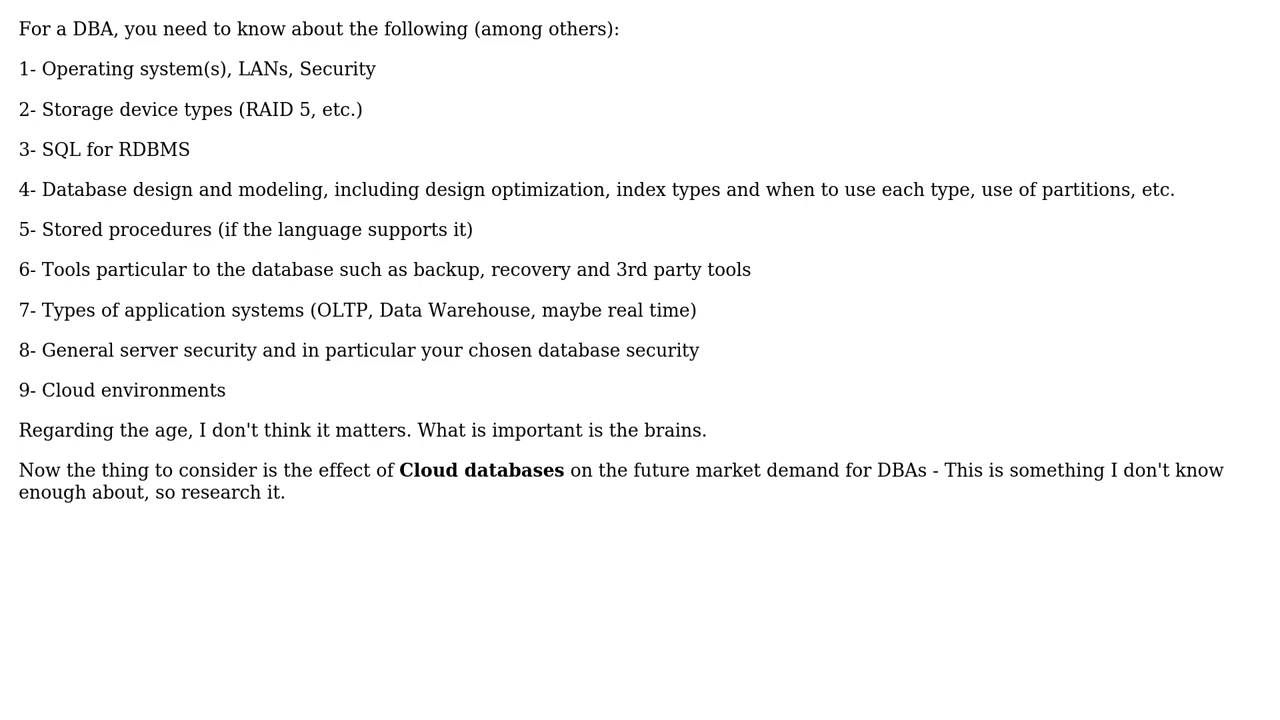 For a DBA, you need to know about the following (among others):
1- Operating system(s), LANs, Security
2- Storage device types (RAID 5, etc.)
3- SQL for RDBMS
4- Database design and modeling, including design optimization, index types and when to use each type, use of partitions, etc.
5- Stored procedures (if the language supports it)
6- Tools particular to the database such as backup, recovery and 3rd party tools
7- Types of application systems (OLTP, Data Warehouse, maybe real time)
8- General server security and in particular your chosen database security
9- Cloud environments
Regarding the age, I don't think it matters. What is important is the brains.
Now the thing to consider is the effect of Cloud databases on the future market demand for DBAs - This is something I don't know
enough about, so research it.